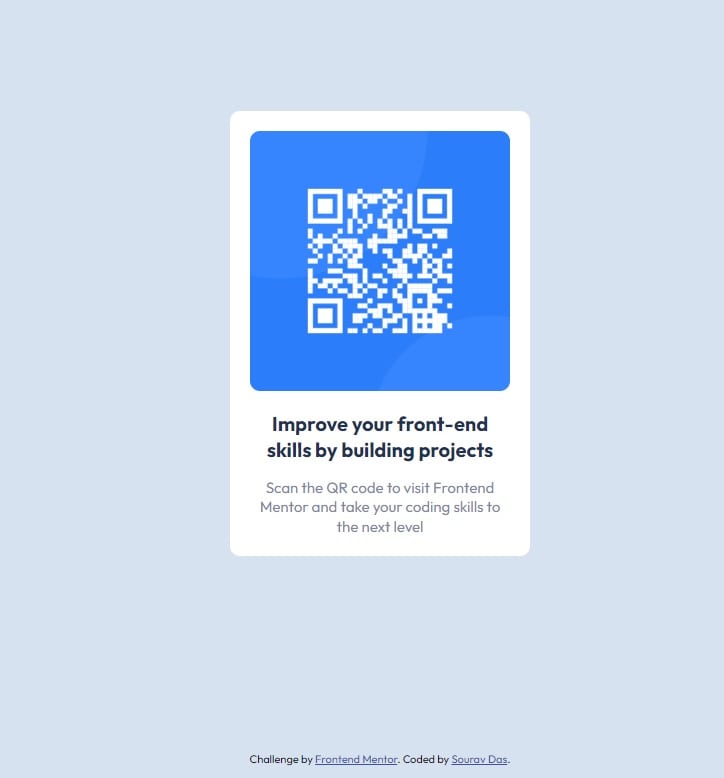 Improve your front-end
skills by building projects
Scan the QR code to visit Frontend
Mentor and take your coding skills to
the next level
Challenge by Frontend Mentor. Coded by Sourav Das.